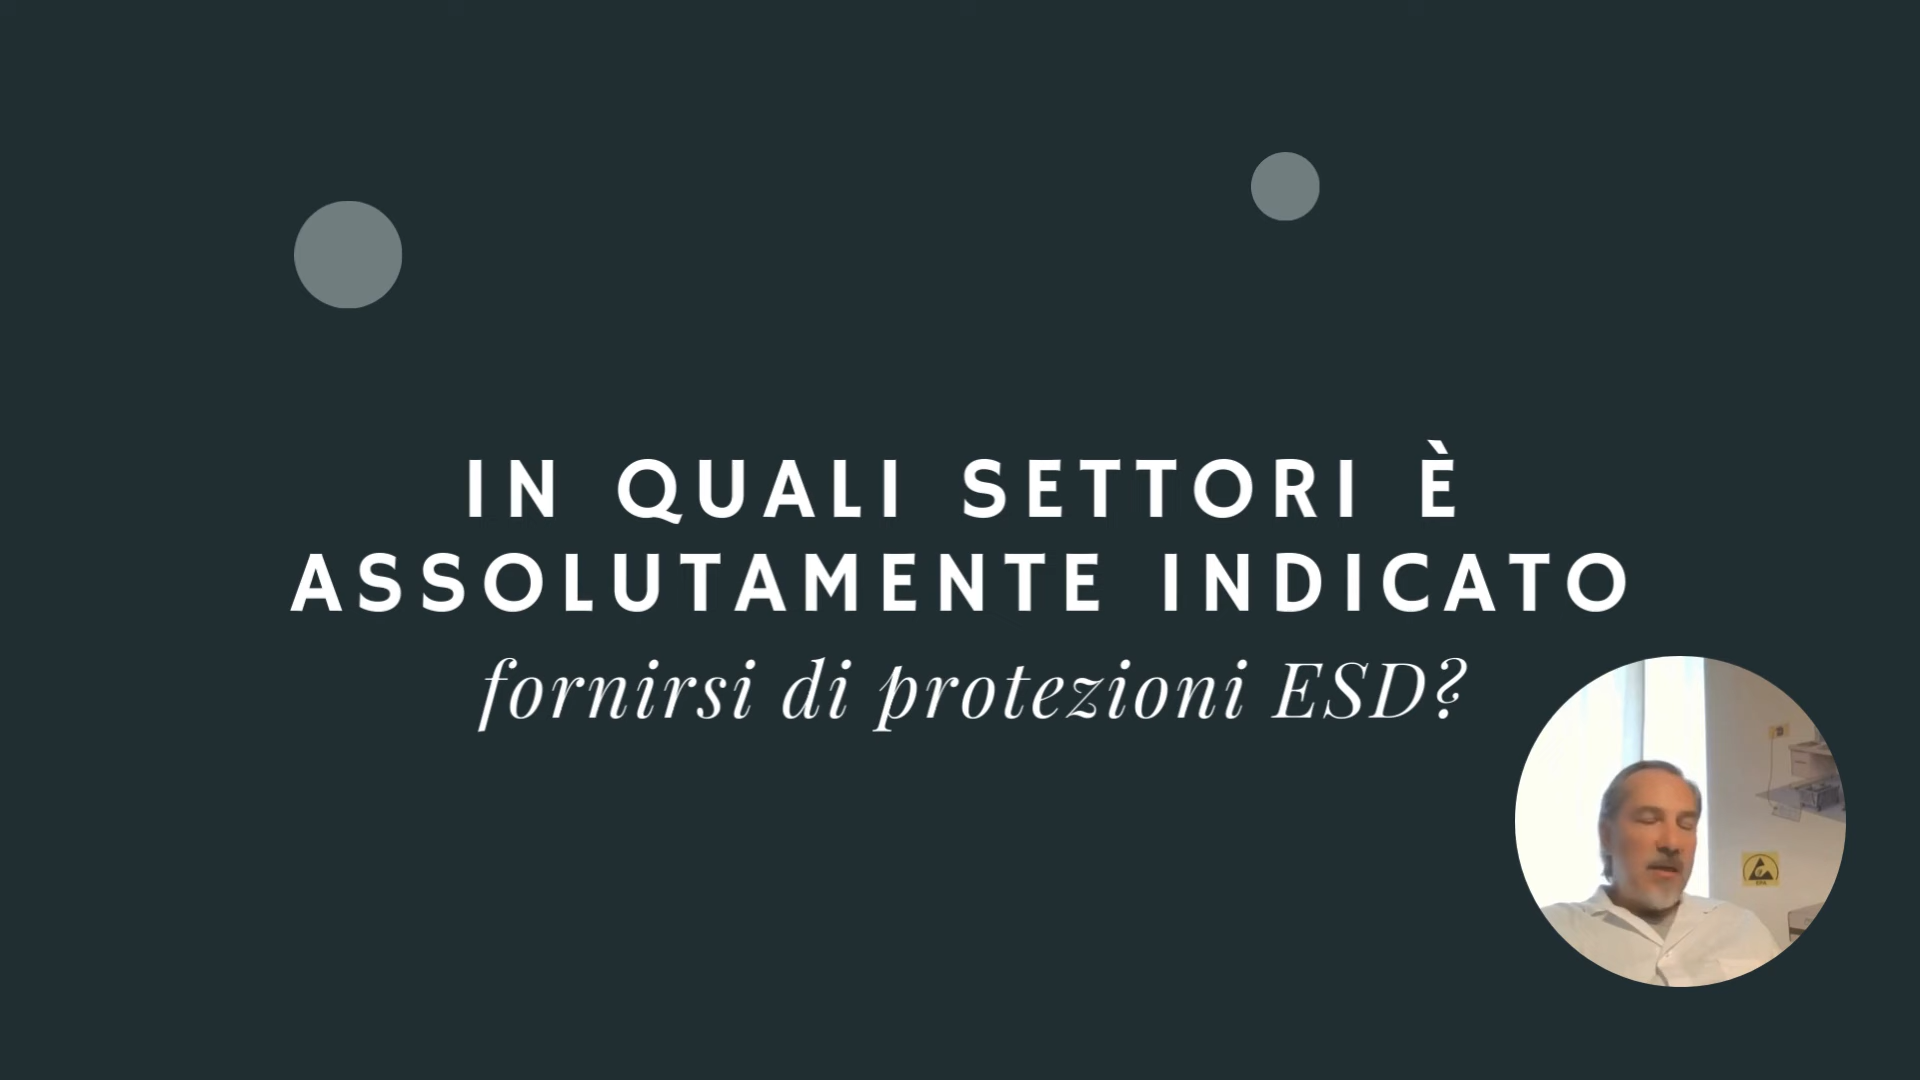 IN QUALI SETTORI È
ASSOLUTAMENTE INDICATO
fornirsi di protezioni ESD?